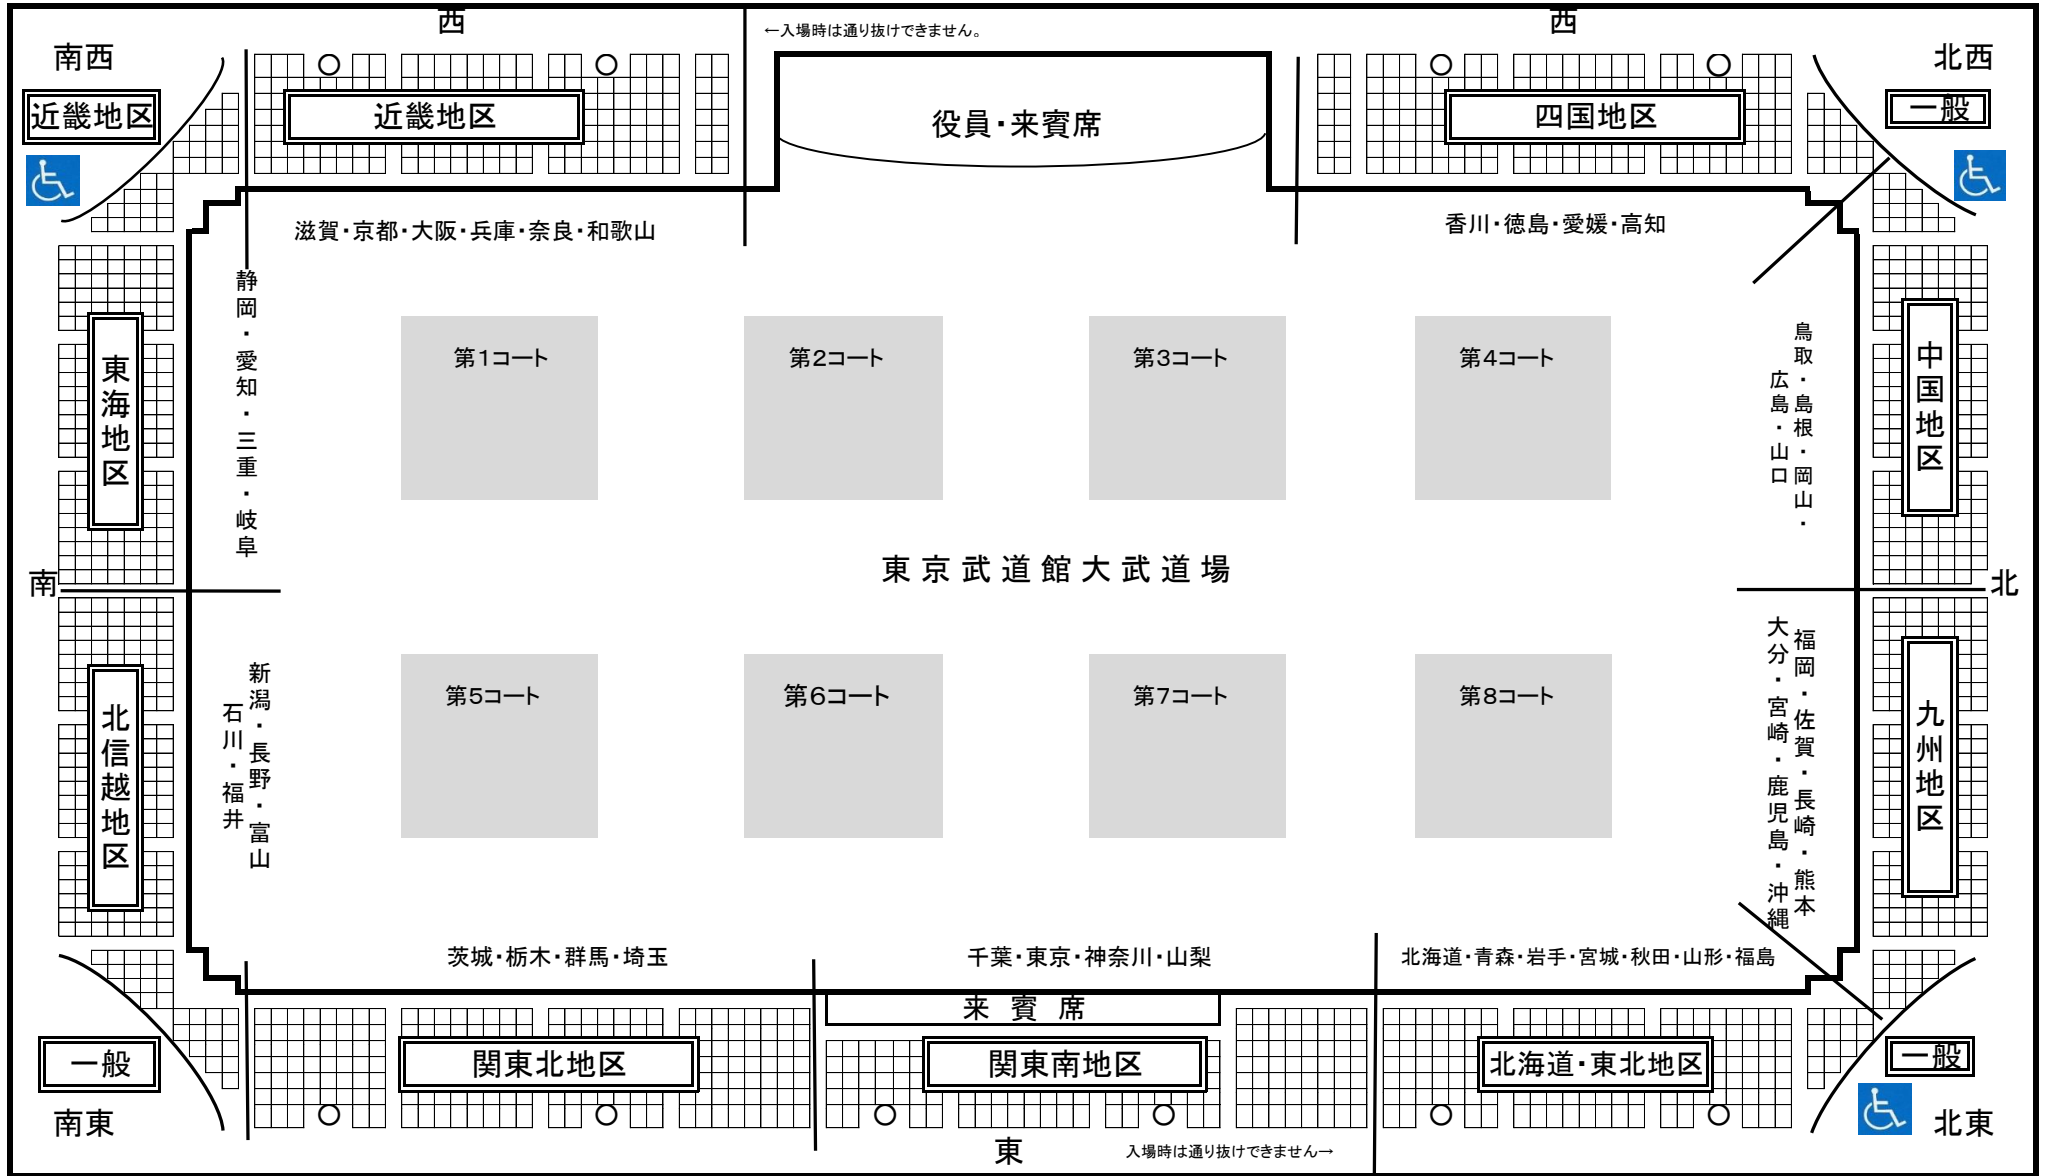 西
←入場時は通り抜けできません。
西
南西
北西
近畿地区
近畿地区
役員・来賓席
四国地区
一般
滋賀・京都・大阪・兵庫・奈良・和歌山
香川・徳島・愛媛・高知
静岡・愛知・三重・岐阜
東海地区
第1コート
第2コート
第3コート
第4コート
鳥取・島根・岡山・
広島・山口
中国地区
東京武道館大武道場
南
北
新潟・長野・富山
石川・福井
北信越地区
第5コート
第6コート
第7コート
第8コート
福岡・佐賀・長崎・熊本
大分・宮崎・鹿児島・沖縄
九州地区
茨城・栃木・群馬・埼玉
千葉・東京・神奈川・山梨
北海道・青森・岩手・宮城・秋田・山形・福島
来賓席
一般
関東北地区
関東南地区
北海道・東北地区
一般
南東
北東
東
入場時は通り抜けできません→